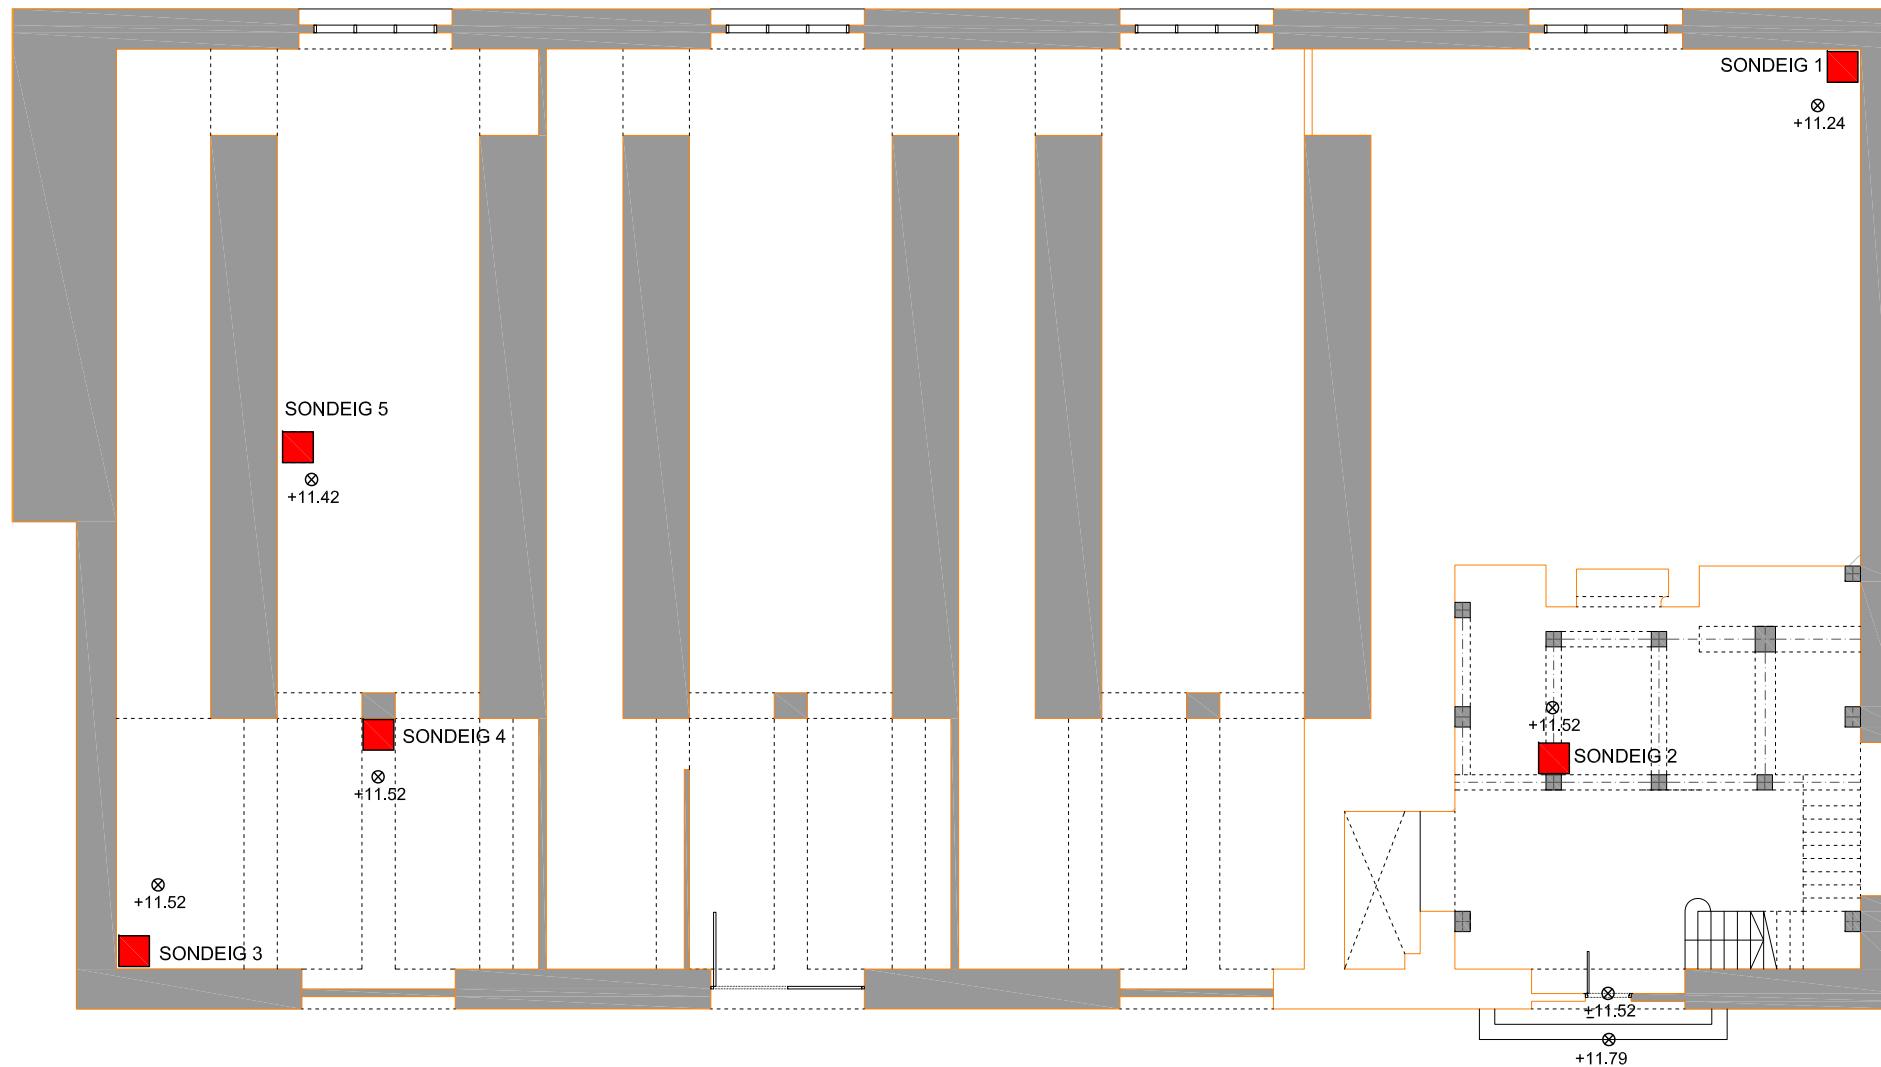 SONDEIG 1
+11.24
SONDEIG 5
+11.42
+11.52
SONDEIG 2
SONDEIG 4
+11.52
+11.52
SONDEIG 3
±11.52
+11.79